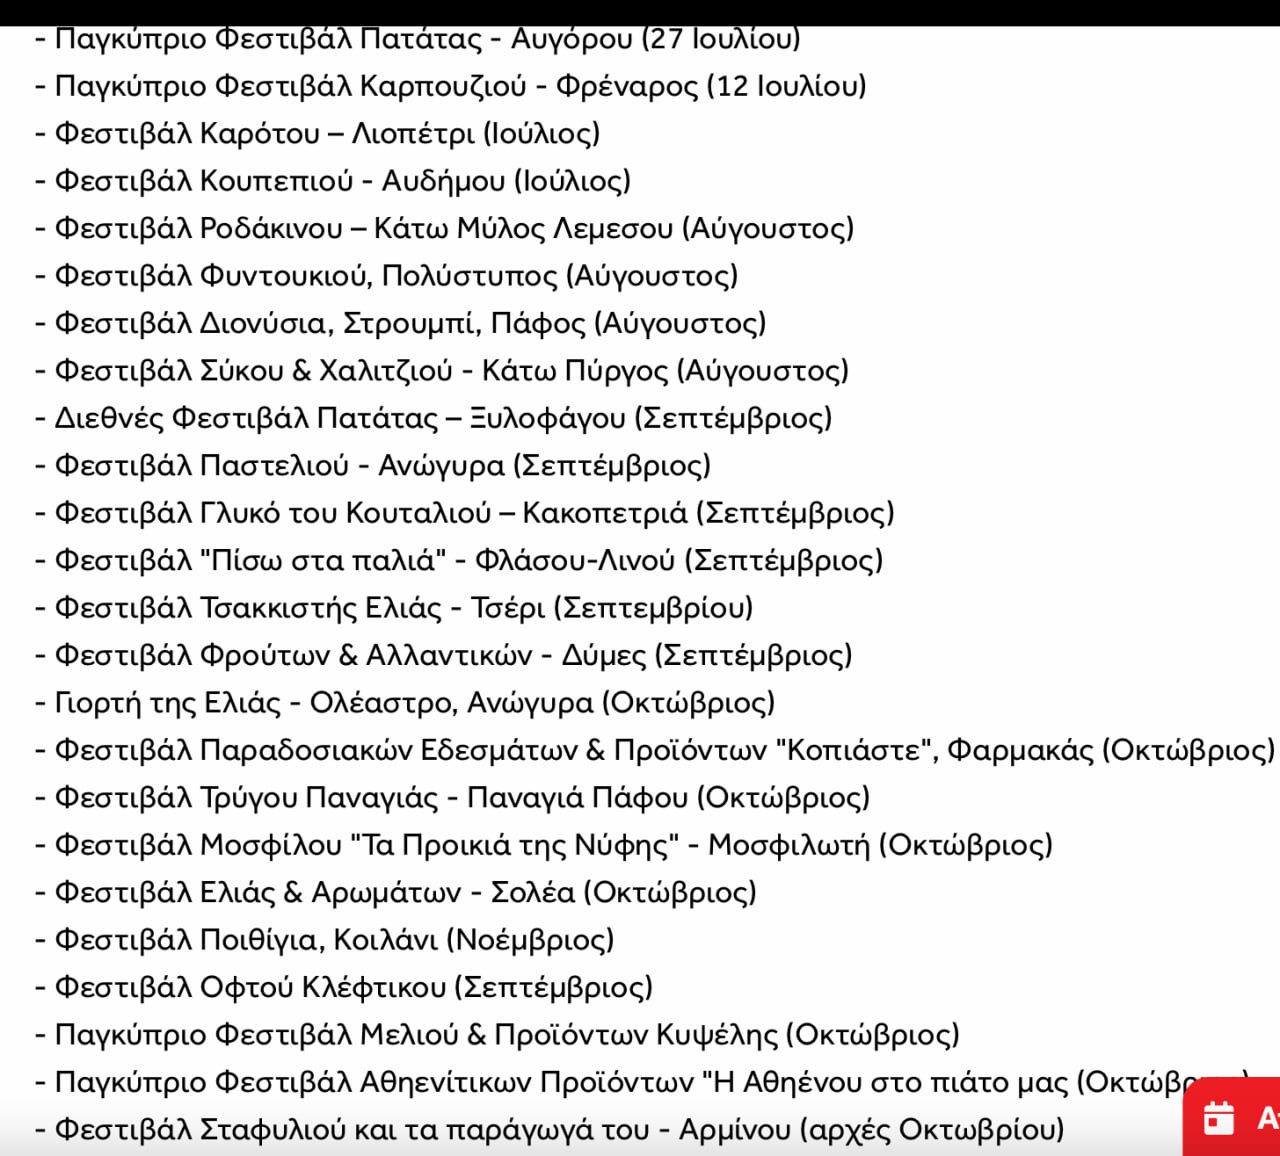 - Παγκύπριο Φεστιβάλ Πατάτας - Αυγόρου (27 Ιουλίου)
- Παγκύπριο Φεστιβάλ Καρπουζιού - Φρέναρος (12 Ιουλίου)
- Φεστιβάλ Καρότου – Λιοπέτρι (Ιούλιος)
- Φεστιβάλ Κουπεπιού - Αυδήμου (Ιούλιος)
- Φεστιβάλ Ροδάκινου – Κάτω Μύλος Λεμεσου (Αύγουστος)
- Φεστιβάλ Φυντουκιού, Πολύστυπος (Αύγουστος)
- Φεστιβάλ Διονύσια, Στρουμπί, Πάφος (Αύγουστος)
- Φεστιβάλ Σύκου & Χαλιτζιού - Κάτω Πύργος (Αύγουστος)
- Διεθνές Φεστιβάλ Πατάτας – Ξυλοφάγου (Σεπτέμβριος)
- Φεστιβάλ Παστελιού - Ανώγυρα (Σεπτέμβριος)
- Φεστιβάλ Γλυκό του Κουταλιού – Κακοπετριά (Σεπτέμβριος)
- Φεστιβάλ "Πίσω στα παλιά" - Φλάσου-Λινού (Σεπτέμβριος)
- Φεστιβάλ Τσακκιστής Ελιάς - Τσέρι (Σεπτεμβρίου)
- Φεστιβάλ Φρούτων & Αλλαντικών - Δύμες (Σεπτέμβριος)
- Γιορτή της Ελιάς - Ολέαστρο, Ανώγυρα (Οκτώβριος)
- Φεστιβάλ Παραδοσιακών Εδεσμάτων & Προϊόντων "Κοπιάστε", Φαρμακάς (Οκτώβριος)
- Φεστιβάλ Τρύγου Παναγιάς - Παναγιά Πάφου (Οκτώβριος)
- Φεστιβάλ Μοσφίλου "Τα Προικιά της Νύφης" - Μοσφιλωτή (Οκτώβριος)
- Φεστιβάλ Ελιάς & Αρωμάτων - Σολέα (Οκτώβριος)
- Φεστιβάλ Ποιθίγια, Κοιλάνι (Νοέμβριος)
- Φεστιβάλ Οφτού Κλέφτικου (Σεπτέμβριος)
- Παγκύπριο Φεστιβάλ Μελιού & Προϊόντων Κυψέλης (Οκτώβριος)
- Παγκύπριο Φεστιβάλ Αθηενίτικων Προϊόντων "Η Αθηένου στο πιάτο μας
- Φεστιβάλ Σταφυλιού και τα παράγωγά του - Αρμίνου (αρχές Οκτωβρίου)